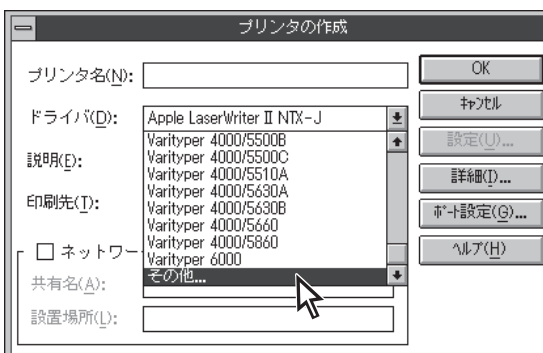 プリンタの作成
プリンタ名(N):
OK
キャンセル
ドライバ(D):
Apple LaserWriter II NTX-J
設定(U)...
Varityper 4000/5500B
Varityper 4000/5500C
説明(E):
Varityper 4000/5510A
詳細(I)...
Varityper 4000/5630A
印刷先(T):
Varityper 4000/5630B
ポート設定(G)...
Varityper 4000/5660
Varityper 4000/5860
ネットワー
ヘルプ(H)
Varityper 6000
その他...
共有名(A):
設置場所(L):